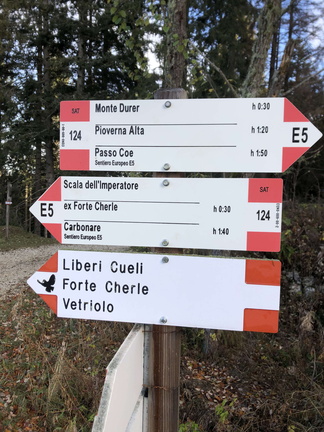 SAT
Monte Durer h 0:30
124
Pioverna Alta h 1:20
E5
Passo Coe h 1:50
Sentiero Europeo E5
Scala dell'Imperatore
SAT
E5
ex Forte Cherle h 0:30
124
Carbonare h 1:40
Sentiero Europeo E5
Liberi Cueli
Forte Cherle
Vetriolo